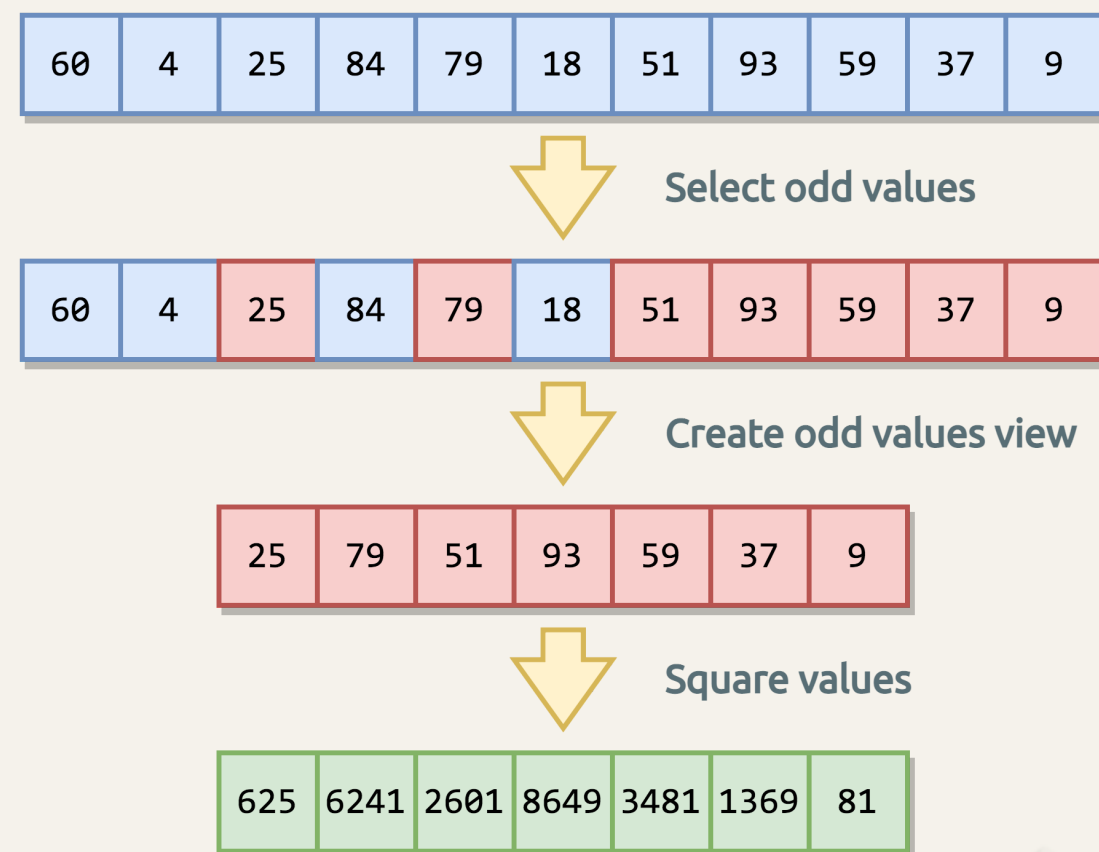 60 4 25 84 79 18 51 93 59 37 9
Select odd values
60 4 25 84 79 18 51 93 59 37 9
Create odd values view
25 79 51 93 59 37 9
Square values
625 6241 2601 8649 3481 1369 81